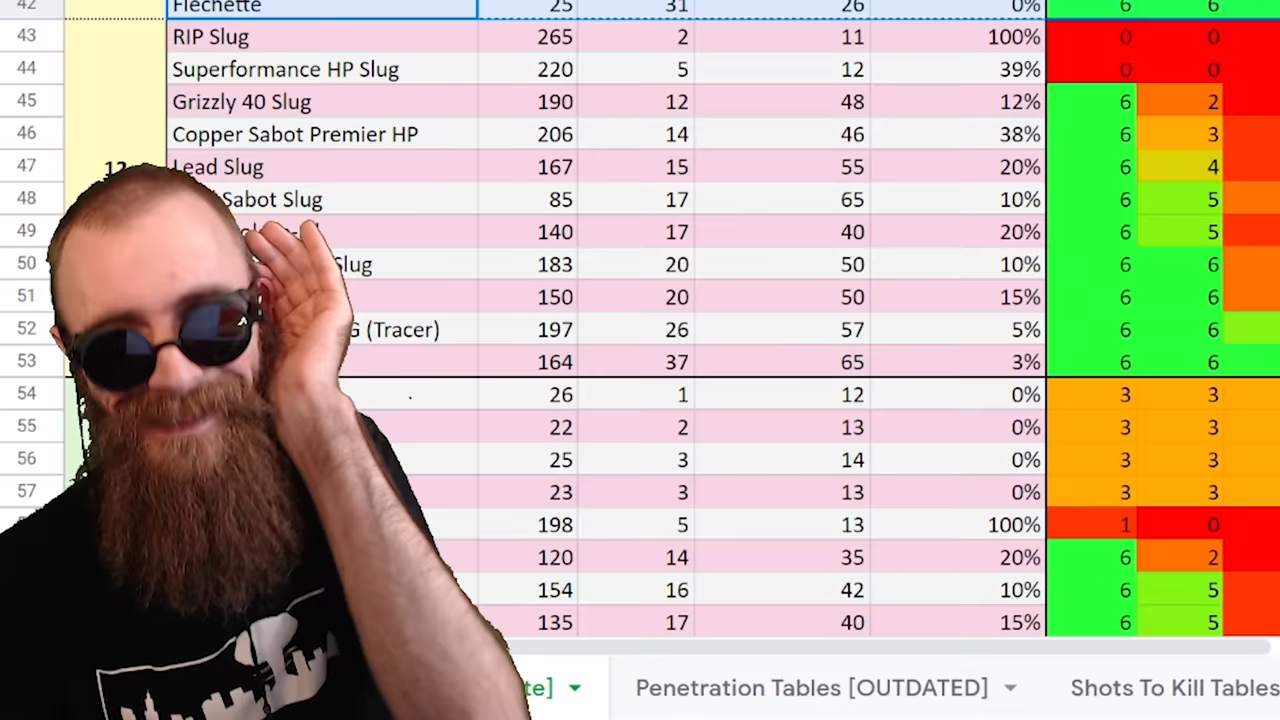 42 Flechette 25 31 26 0% 6 6
43 RIP Slug 265 2 11 100% 0 0
44 Superformance HP Slug 220 5 12 39% 0 0
45 Grizzly 40 Slug 190 12 48 12% 6 2
46 Copper Sabot Premier HP 206 14 46 38% 6 3
47 12 Lead Slug 167 15 55 20% 6 4
48 Sabot Slug 85 17 65 10% 6 5
49 140 17 40 20% 6 5
50 Slug 183 20 50 10% 6 6
51 150 20 50 15% 6 6
52 G (Tracer) 197 26 57 5% 6 6
53 164 37 65 3% 6 6
54 26 1 12 0% 3 3
55 22 2 13 0% 3 3
56 25 3 14 0% 3 3
57 23 3 13 0% 3 3
198 5 13 100% 1 0
120 14 35 20% 6 2
154 16 42 10% 6 5
135 17 40 15% 6 5
te] Penetration Tables [OUTDATED] Shots To Kill Tables